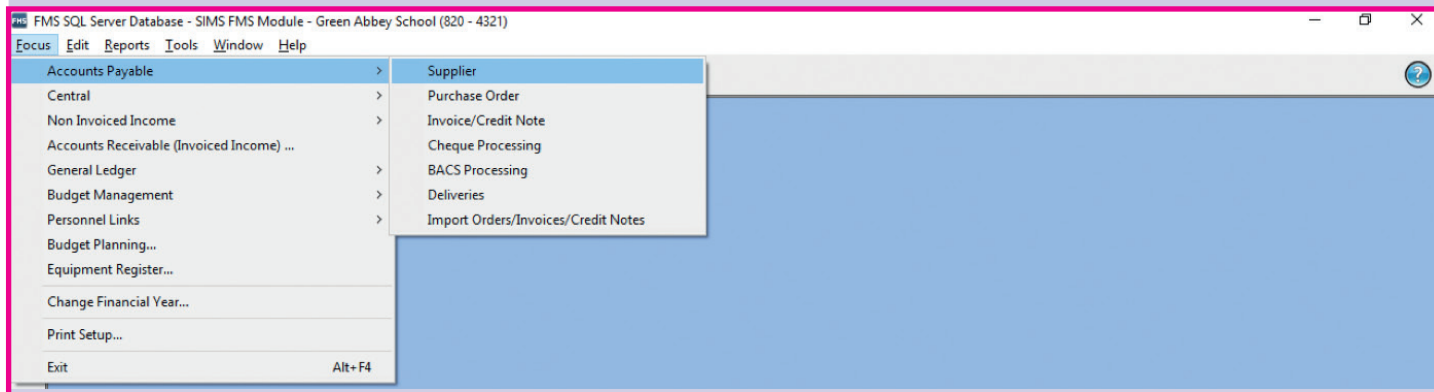 FMS FMS SQL Server Database - SIMS FMS Module - Green Abbey School (820 - 4321)
Focus Edit Reports Tools Window Help
Accounts Payable
Central
Non Invoiced Income
Accounts Receivable (Invoiced Income) ...
General Ledger
Budget Management
Personnel Links
Budget Planning...
Equipment Register...
Change Financial Year...
Print Setup...
Exit Alt+F4
Supplier
Purchase Order
Invoice/Credit Note
Cheque Processing
BACS Processing
Deliveries
Import Orders/Invoices/Credit Notes
?